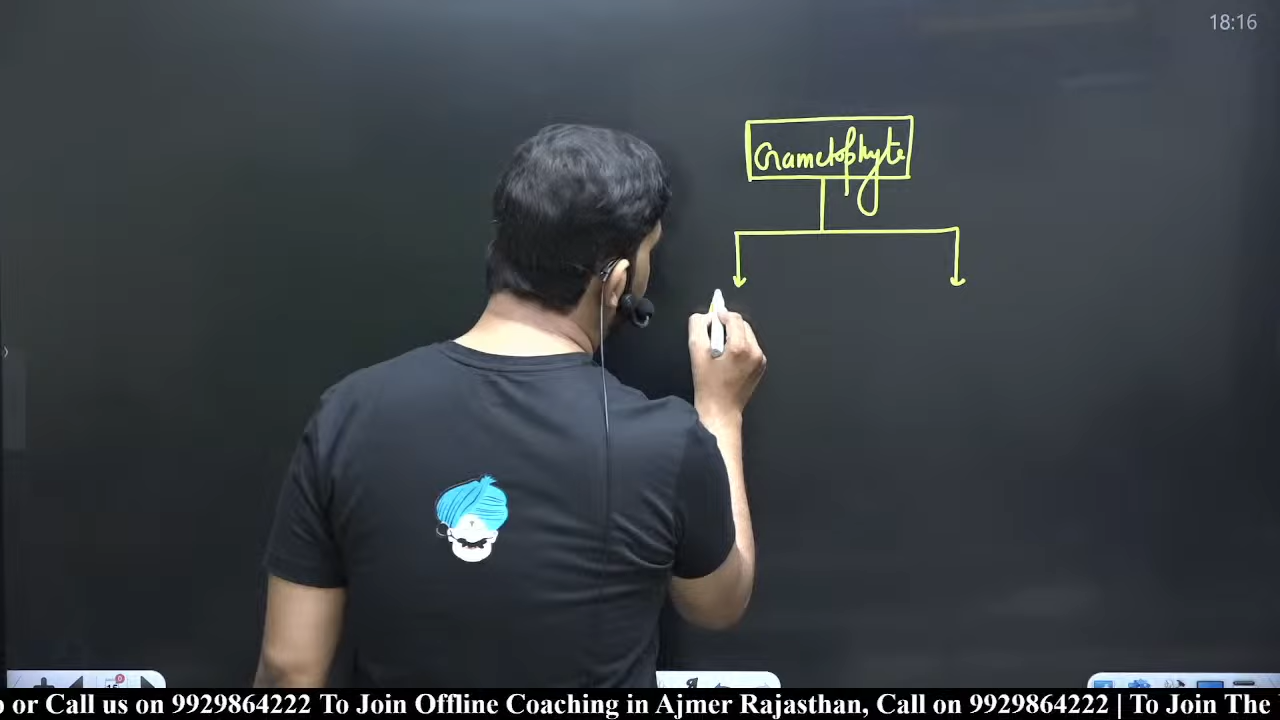 18:16
Gametophyte
o or Call us on 9929864222 To Join Offline Coaching in Ajmer Rajasthan, Call on 9929864222 | To Join The